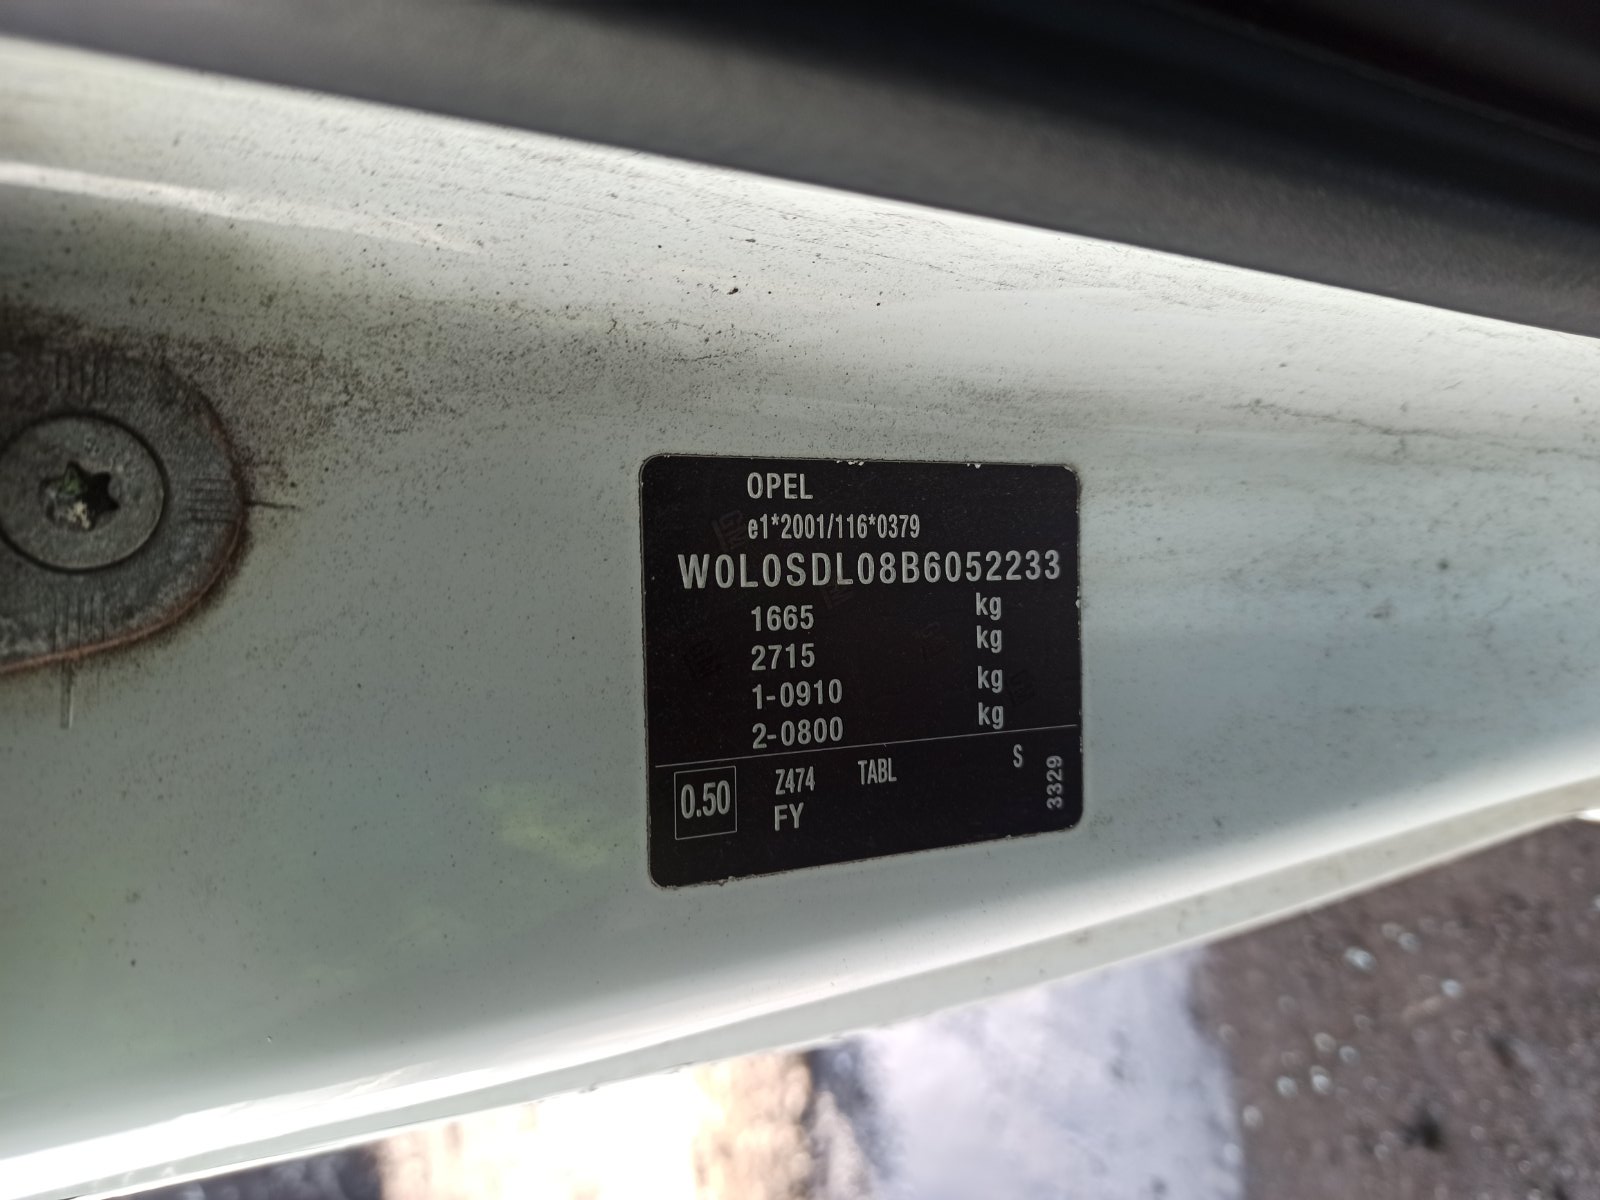 OPEL
e1*2001/116*0379
W0L0SDL08B6052233
1665 kg
2715 kg
1-0910 kg
2-0800 kg
0.50 Z474 TABL S
FY
3329